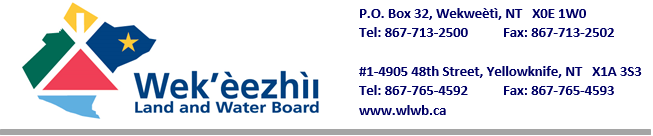 Wek'èezhìı
Land and Water Board
P.O. Box 32, Wekweètì, NT X0E 1W0
Tel: 867-713-2500 Fax: 867-713-2502
#1-4905 48th Street, Yellowknife, NT X1A 3S3
Tel: 867-765-4592 Fax: 867-765-4593
www.wlwb.ca